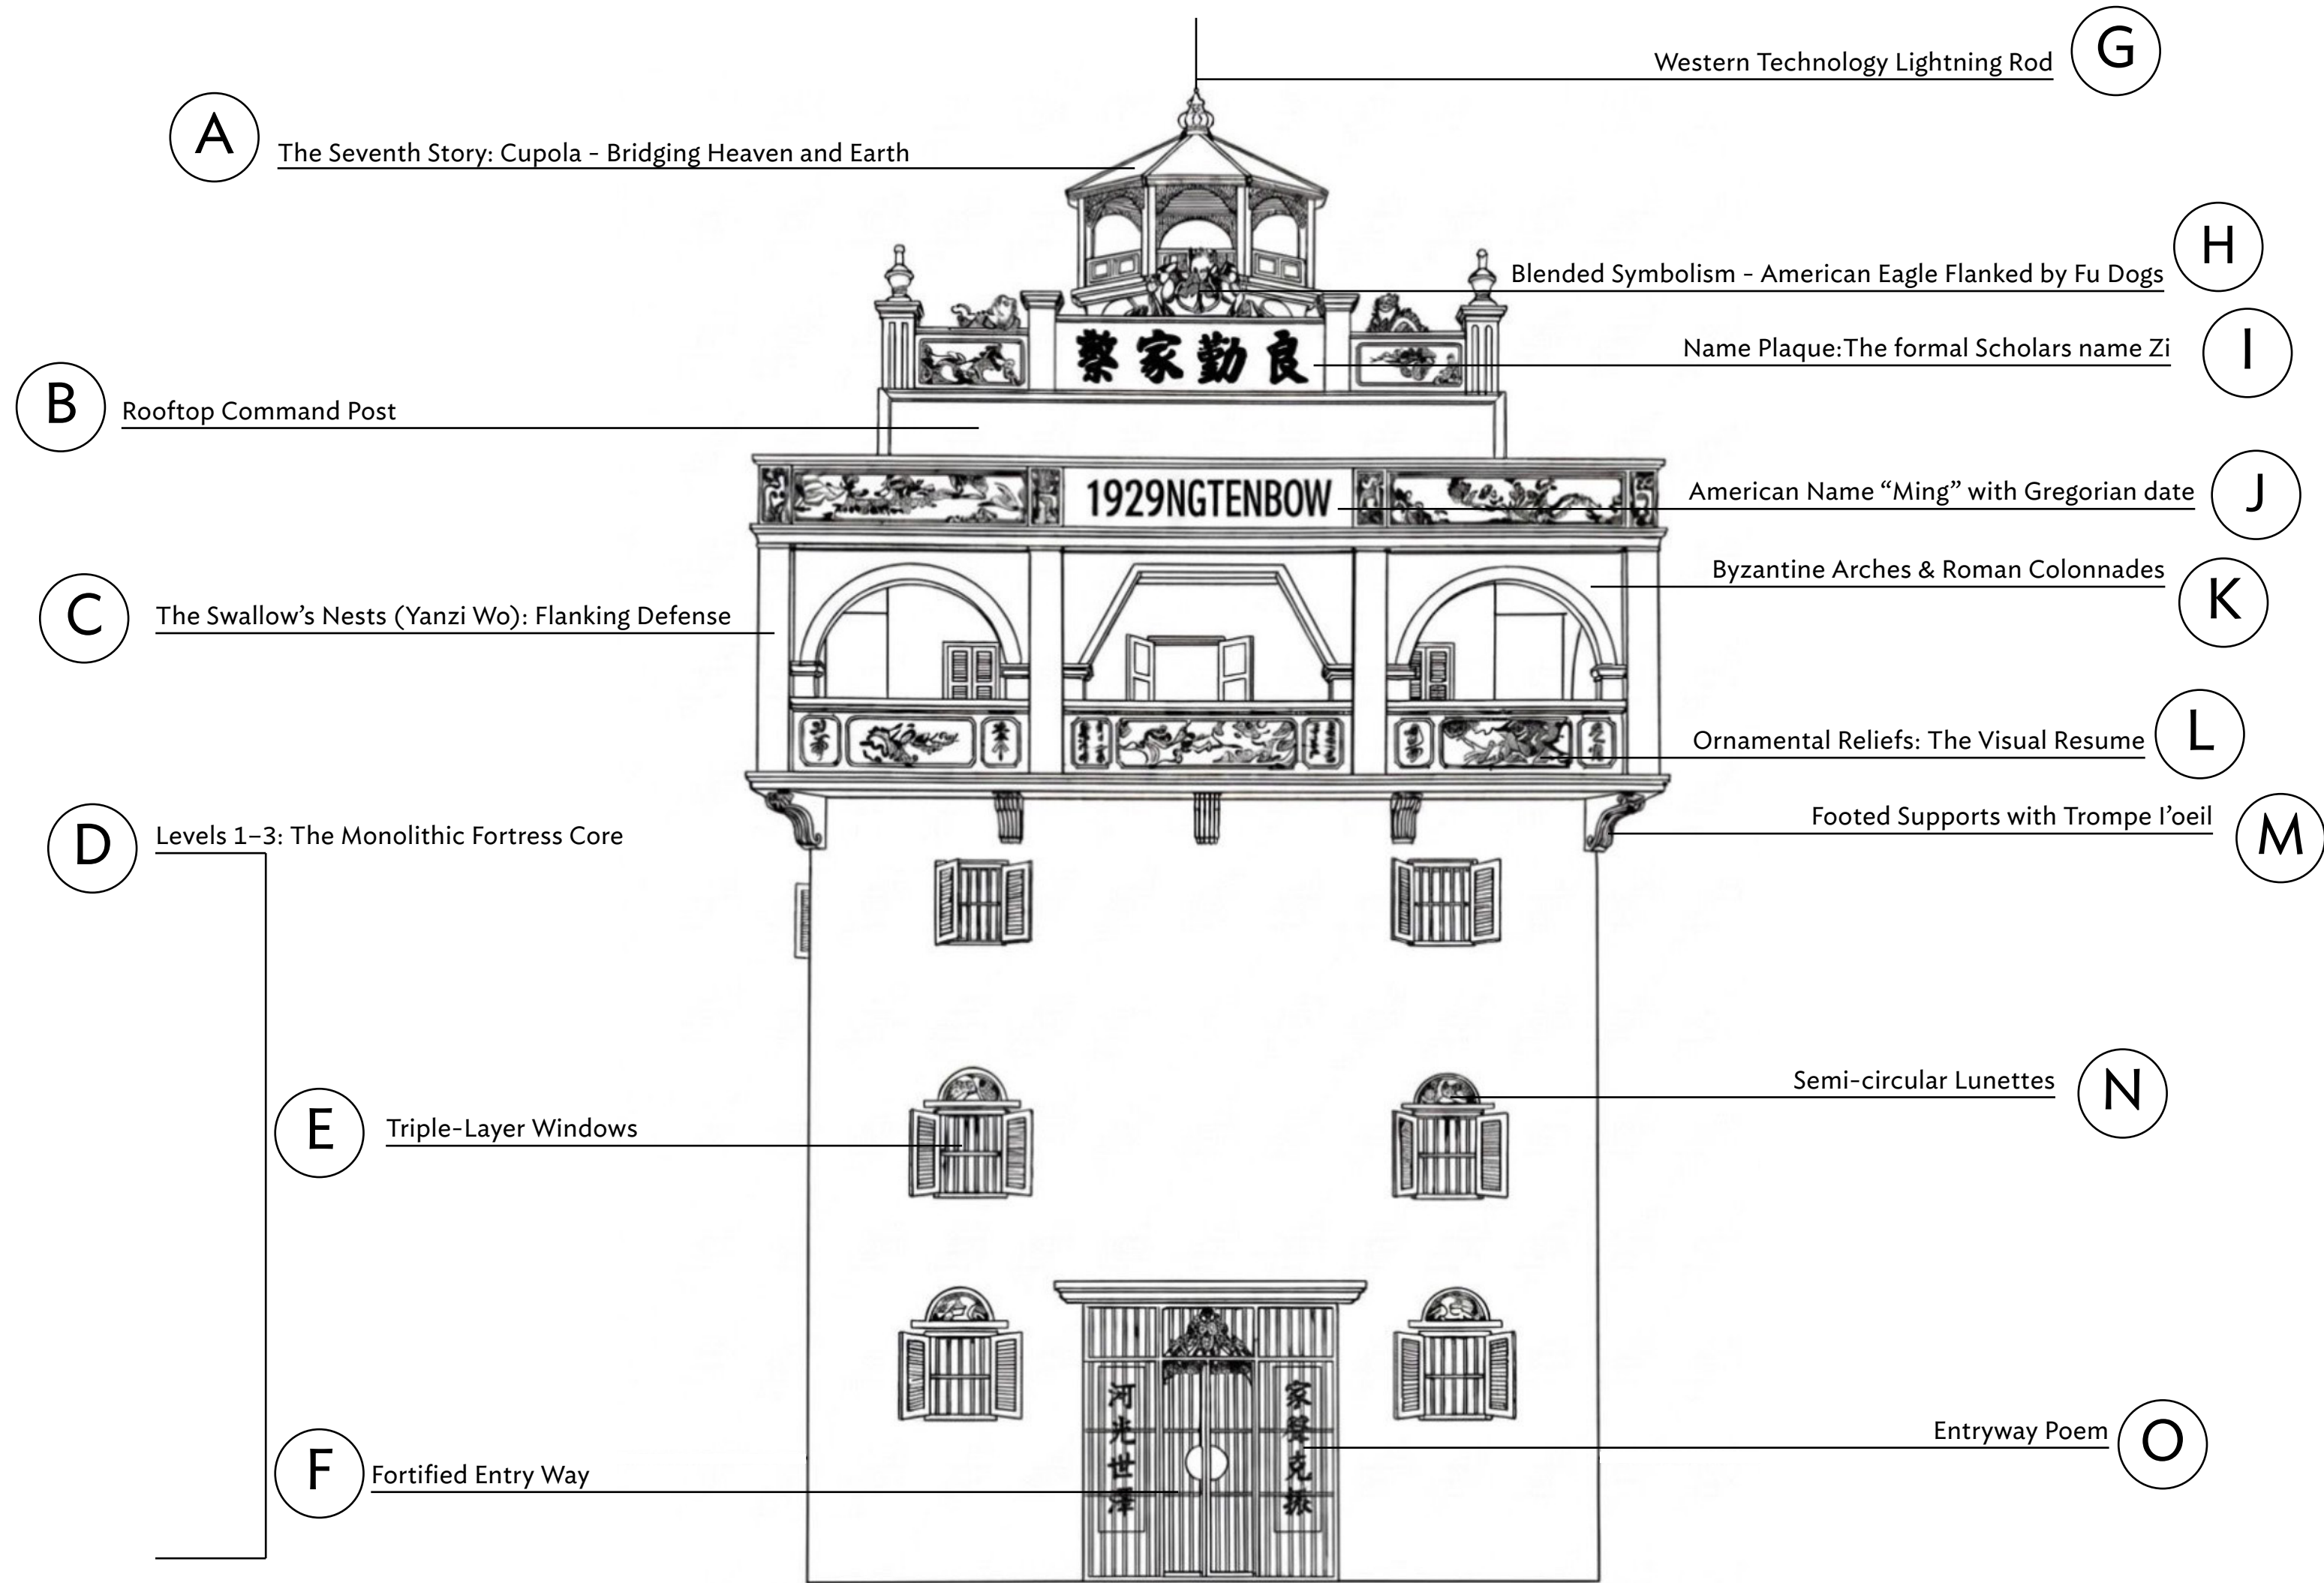 G
Western Technology Lightning Rod
A
The Seventh Story: Cupola - Bridging Heaven and Earth
H
Blended Symbolism - American Eagle Flanked by Fu Dogs
繫家勤良
I
Name Plaque:The formal Scholars name Zi
B
Rooftop Command Post
1929NGTENBOW
J
American Name “Ming” with Gregorian date
K
Byzantine Arches & Roman Colonnades
C
The Swallow’s Nests (Yanzi Wo): Flanking Defense
L
Ornamental Reliefs: The Visual Resume
M
Footed Supports with Trompe l’oeil
D
Levels 1–3: The Monolithic Fortress Core
N
Semi-circular Lunettes
E
Triple-Layer Windows
河光世澤
家聲克振
O
Entryway Poem
F
Fortified Entry Way